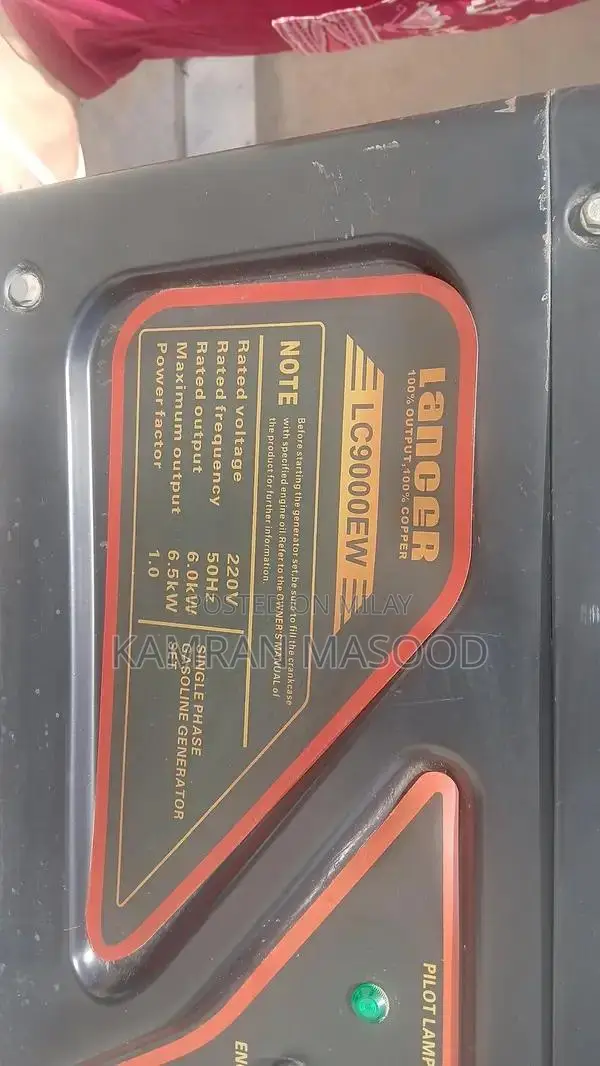 LanceR
100% OUTPUT,100% COPPER
LC9000EW
NOTE
Before starting the generator set,be sure to fill the crankcase
with specified engine oil.Refer to the OWNER'S MANUAL of
the product for further information.
Rated voltage 220V
Rated frequency 50Hz
Rated output 6.0kW
Maximum output 6.5kW
Power factor 1.0
SINGLE PHASE
GASOLINE GENERATOR
SET
PILOT LAMP
POSTED ON MILAY
KAMRAN MASOOD